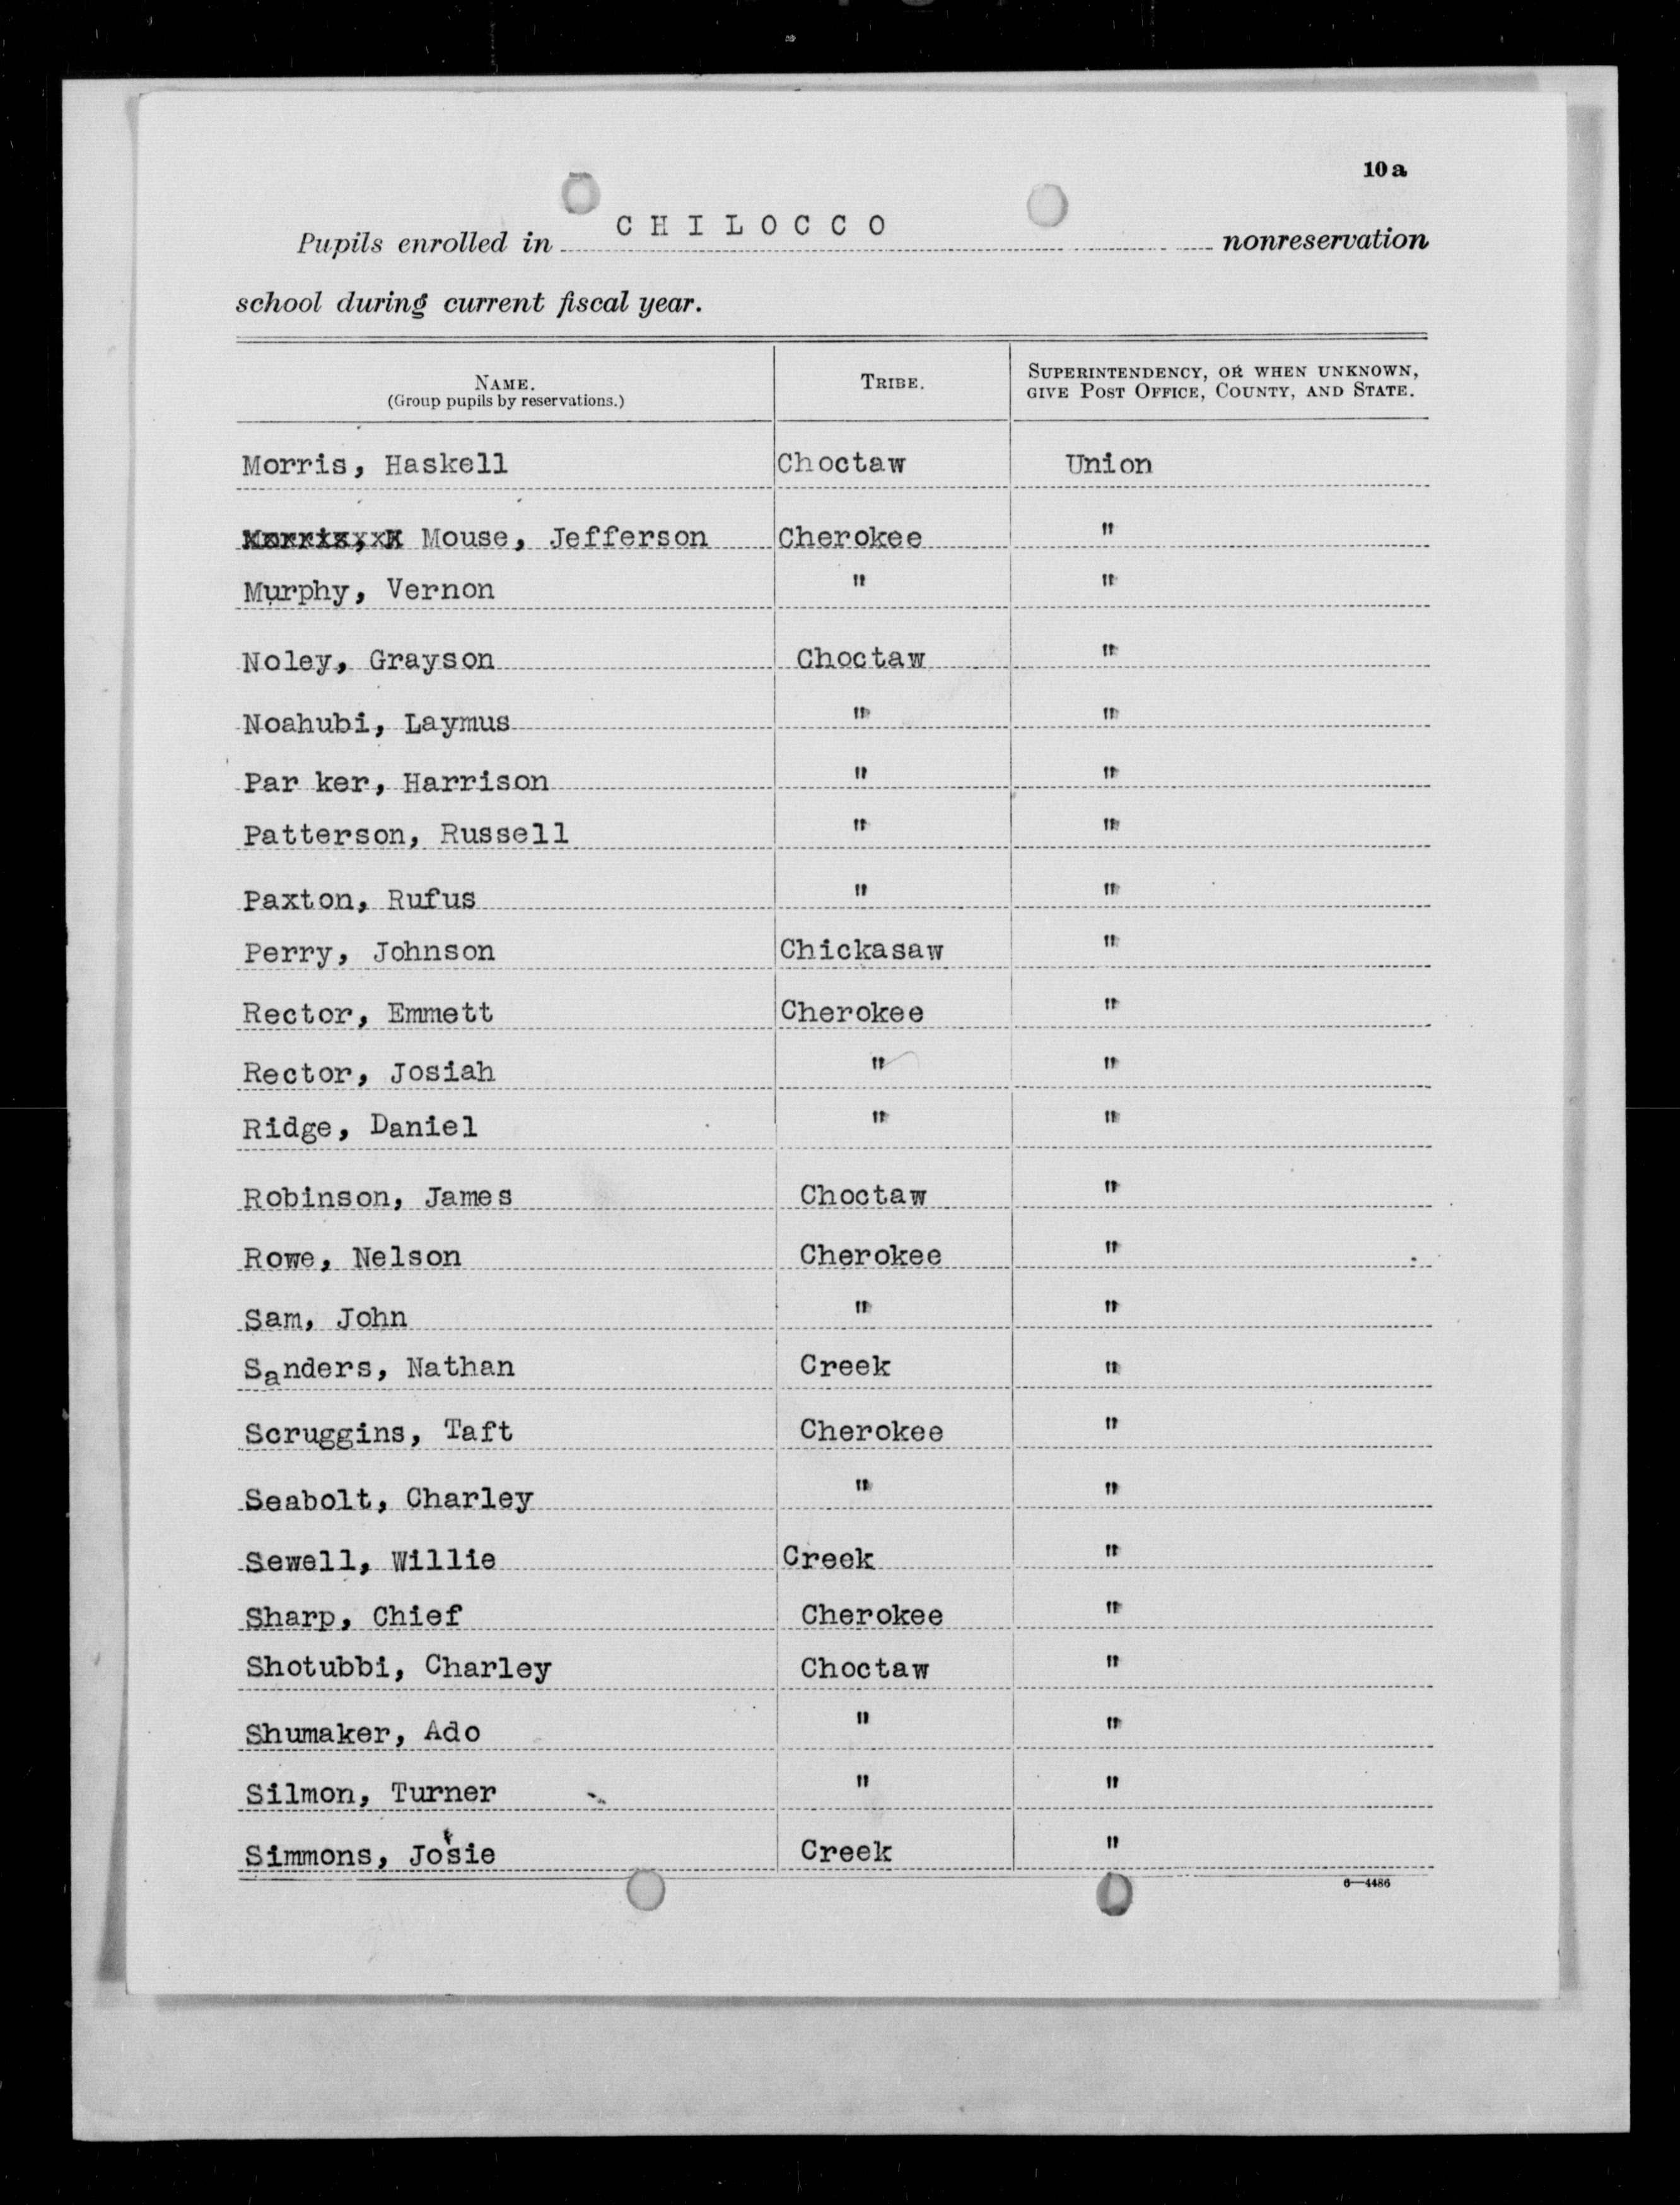 10a
Pupils enrolled in CHILOCCO nonreservation
school during current fiscal year.
NAME. TRIBE. SUPERINTENDENCY, OR WHEN UNKNOWN,
(Group pupils by reservations.) GIVE POST OFFICE, COUNTY, AND STATE.
Morris, Haskell Choctaw Union
Mouse, Jefferson Cherokee "
Murphy, Vernon " "
Noley, Grayson Choctaw "
Noahubi, Laymus " "
Par ker, Harrison " "
Patterson, Russell " "
Paxton, Rufus " "
Perry, Johnson Chickasaw "
Rector, Emmett Cherokee "
Rector, Josiah " "
Ridge, Daniel " "
Robinson, James Choctaw "
Rowe, Nelson Cherokee "
Sam, John " "
Sanders, Nathan Creek "
Scruggins, Taft Cherokee "
Seabolt, Charley " "
Sewell, Willie Creek "
Sharp, Chief Cherokee "
Shotubbi, Charley Choctaw "
Shumaker, Ado " "
Silmon, Turner " "
Simmons, Josie Creek "
6—4486